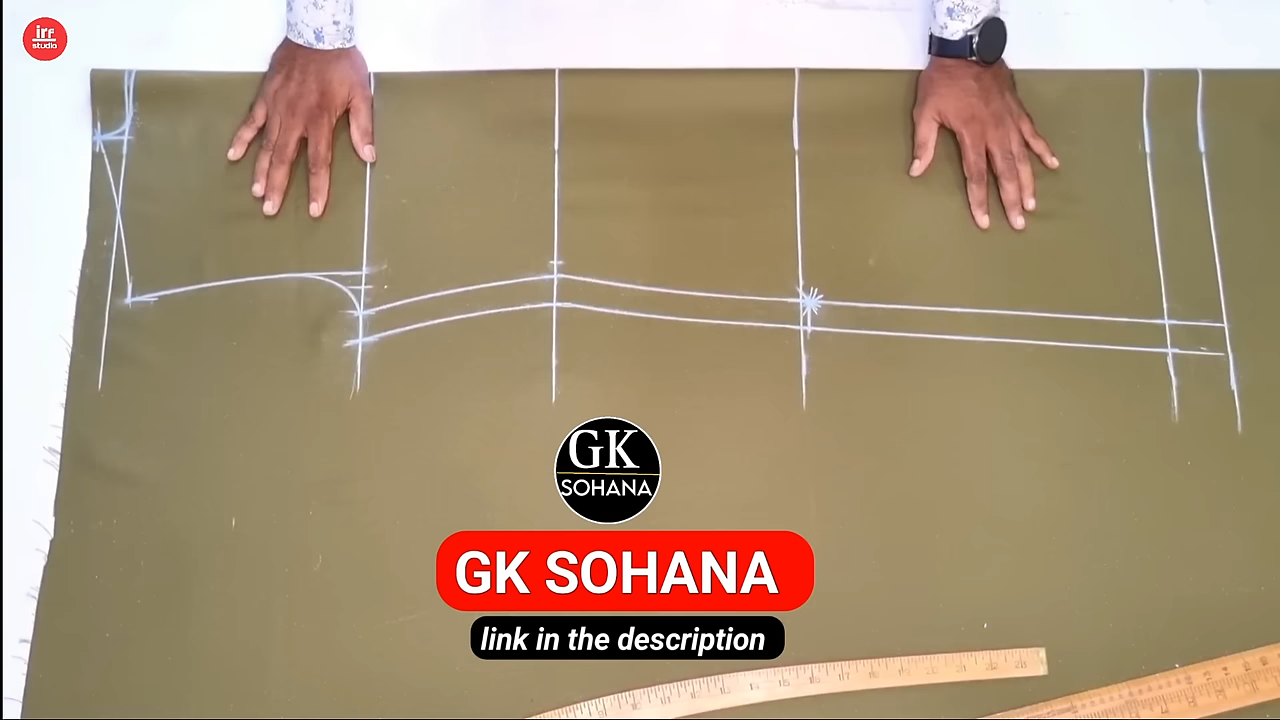 irf
studio
GK
SOHANA
GK SOHANA
link in the description